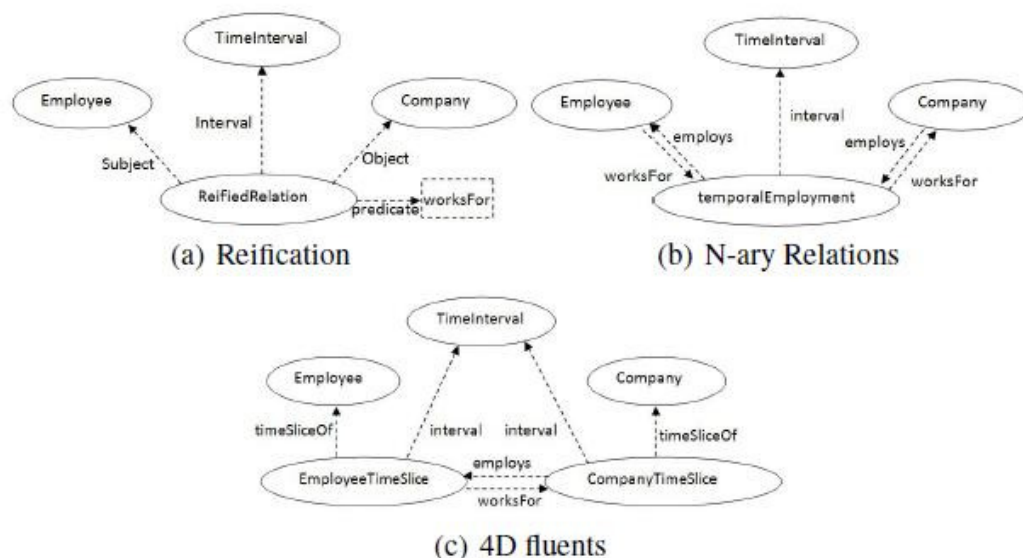 TimeInterval
Employee
Company
Interval
Subject
Object
ReifiedRelation
predicate
worksFor
(a) Reification
TimeInterval
Employee
Company
employs
interval
employs
worksFor
worksFor
temporalEmployment
(b) N-ary Relations
TimeInterval
Employee
Company
timeSliceOf
interval
interval
timeSliceOf
employs
EmployeeTimeSlice
CompanyTimeSlice
worksFor
(c) 4D fluents